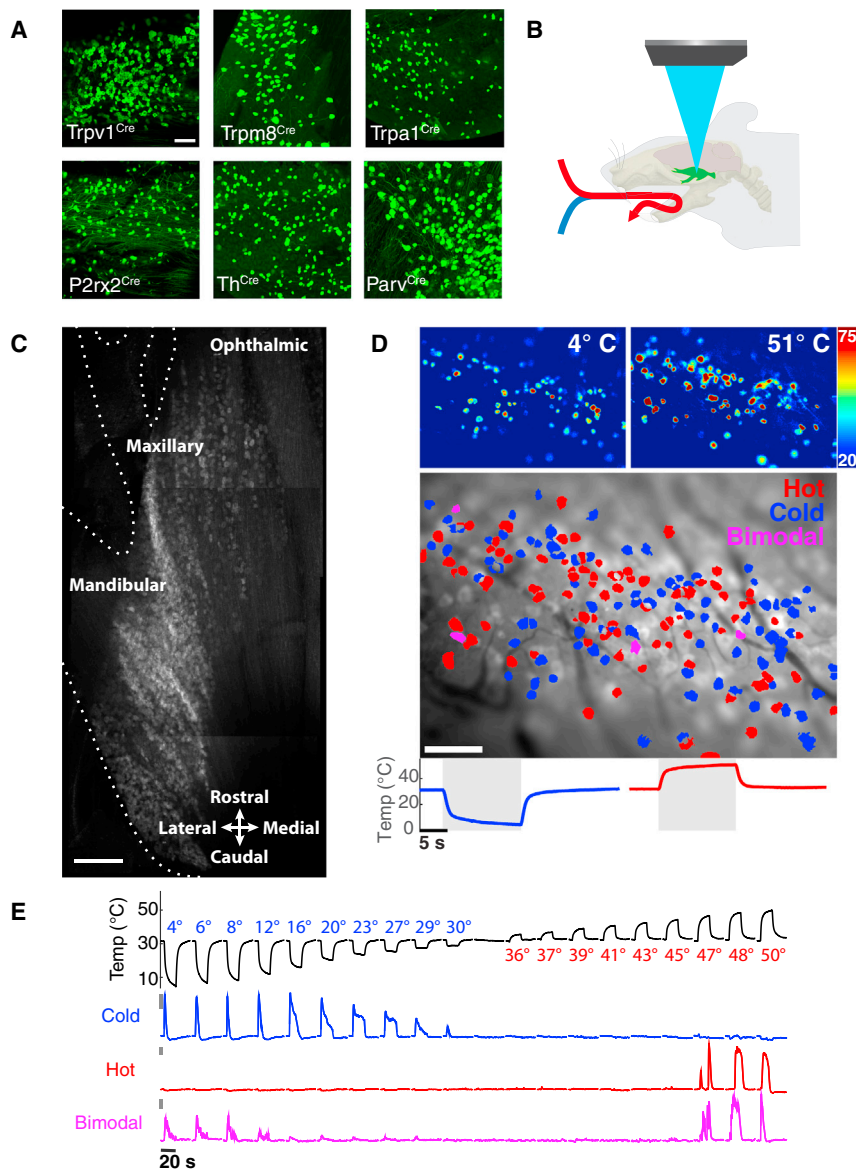 A
Trpv1Cre
Trpm8Cre
Trpa1Cre
P2rx2Cre
ThCre
ParvCre
B
C
Ophthalmic
Maxillary
Mandibular
Rostral
Lateral
Medial
Caudal
D
4° C
51° C
75
20
Hot
Cold
Bimodal
Temp (°C)
40
20
0
5 s
E
Temp (°C)
50
30
10
4° 6° 8° 12° 16° 20° 23° 27° 29° 30°
36° 37° 39° 41° 43° 45° 47° 48° 50°
Cold
Hot
Bimodal
20 s